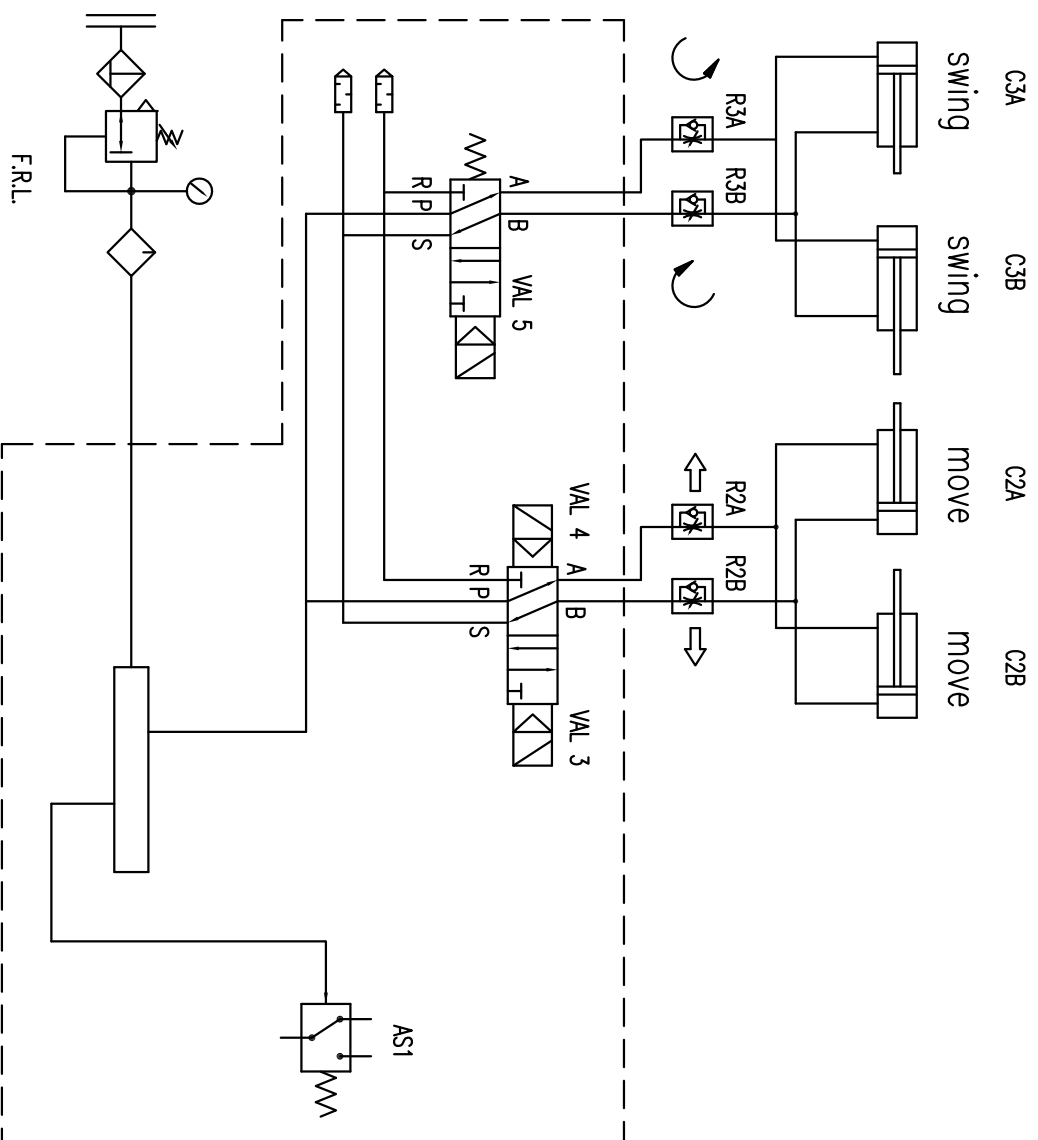 C3A
swing
C3B
swing
C2A
move
C2B
move
R3A
R3B
R2A
R2B
A
B
R
P
S
VAL 5
VAL 4
A
B
R
P
S
VAL 3
F.R.L.
AS1